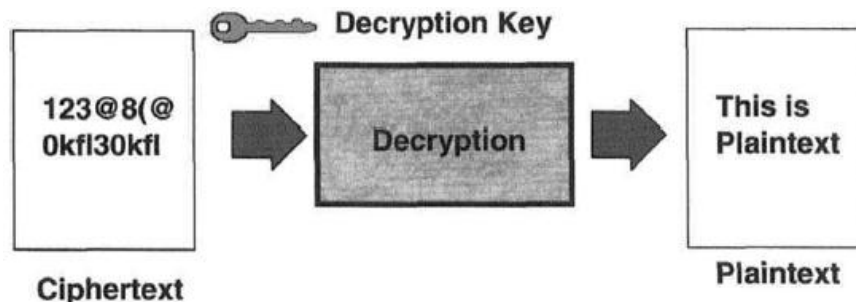 Decryption Key
123@8(@
0kfl30kfl
Decryption
This is
Plaintext
Ciphertext
Plaintext